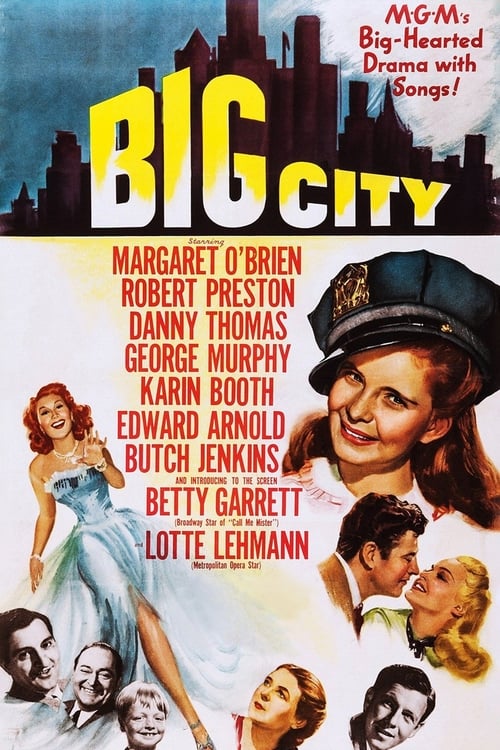 M-G-M's
Big-Hearted
Drama with
Songs!
BIG CITY
Starring
MARGARET O'BRIEN
ROBERT PRESTON
DANNY THOMAS
GEORGE MURPHY
KARIN BOOTH
EDWARD ARNOLD
BUTCH JENKINS
AND INTRODUCING TO THE SCREEN
BETTY GARRETT
(Broadway Star of "Call Me Mister")
AND LOTTE LEHMANN
(Metropolitan Opera Star)